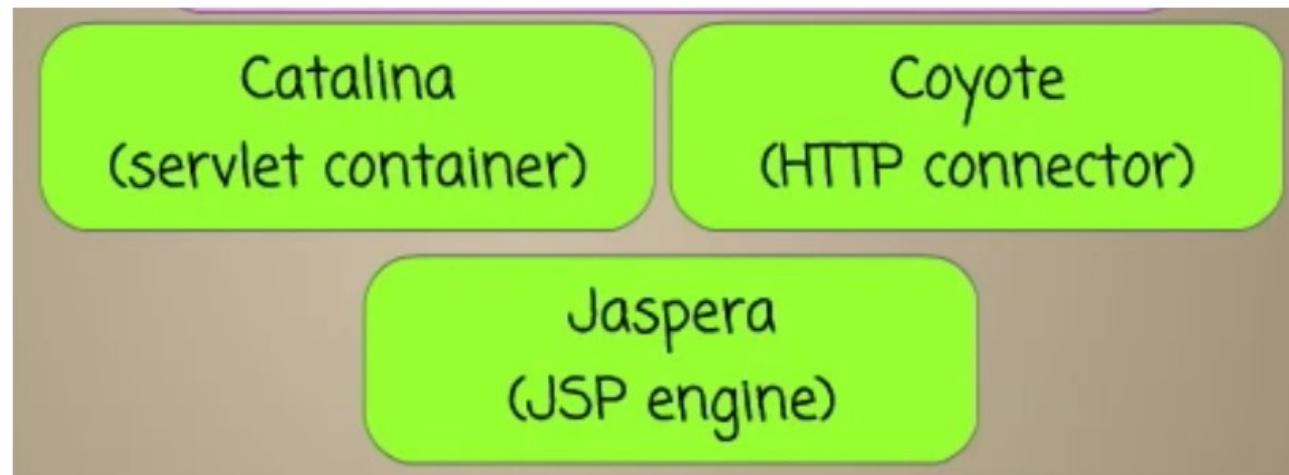 Catalina
(servlet container)
Coyote
(HTTP connector)
Jaspera
(JSP engine)